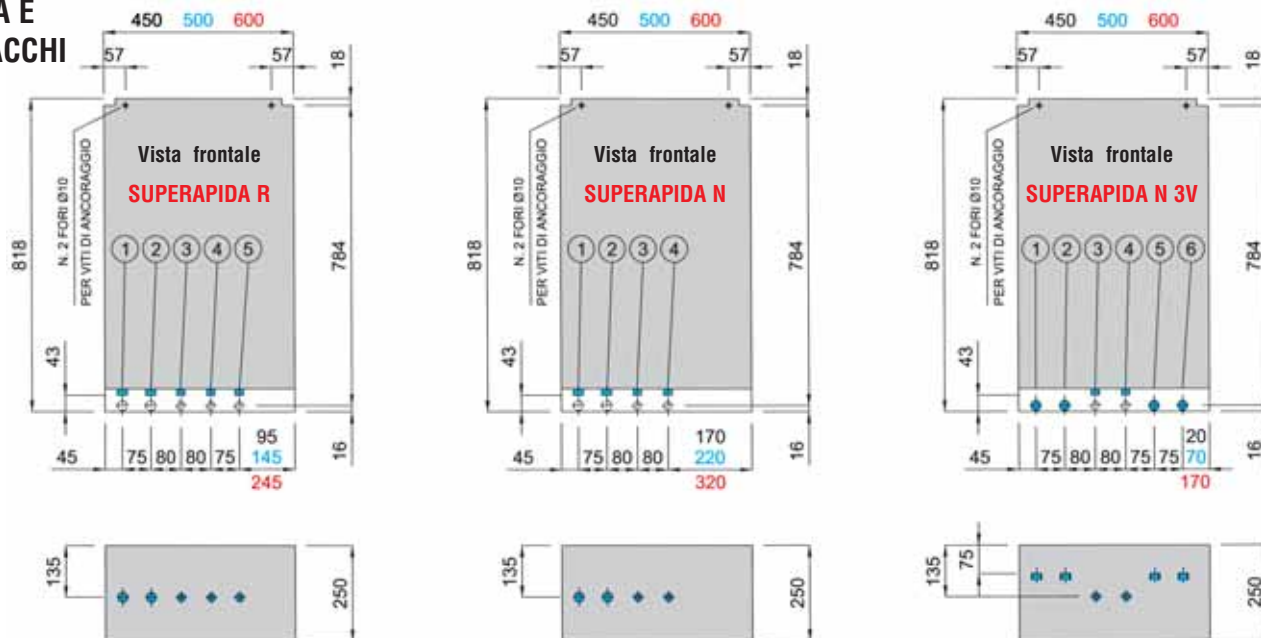 A E
ACCHI
450 500 600
57 57 18
818
N. 2 FORI Ø10
PER VITI DI ANCORAGGIO
Vista frontale
SUPERAPIDA R
1 2 3 4 5
784
43
45 75 80 80 75 95
145
245
16
135
250
450 500 600
57 57 18
818
N. 2 FORI Ø10
PER VITI DI ANCORAGGIO
Vista frontale
SUPERAPIDA N
1 2 3 4
784
43
45 75 80 80 170
220
320
16
135
250
450 500 600
57 57 18
818
N. 2 FORI Ø10
PER VITI DI ANCORAGGIO
Vista frontale
SUPERAPIDA N 3V
1 2 3 4 5 6
784
43
45 75 80 80 75 75 20
70
170
16
135 75
250